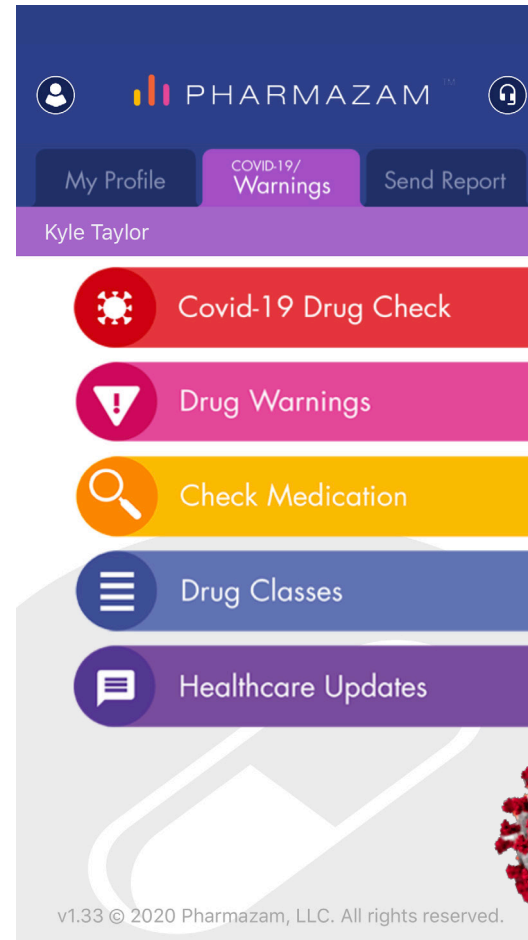 PHARMAZAM ™
My Profile
COVID-19/
Warnings
Send Report
Kyle Taylor
Covid-19 Drug Check
Drug Warnings
Check Medication
Drug Classes
Healthcare Updates
v1.33 © 2020 Pharmazam, LLC. All rights reserved.